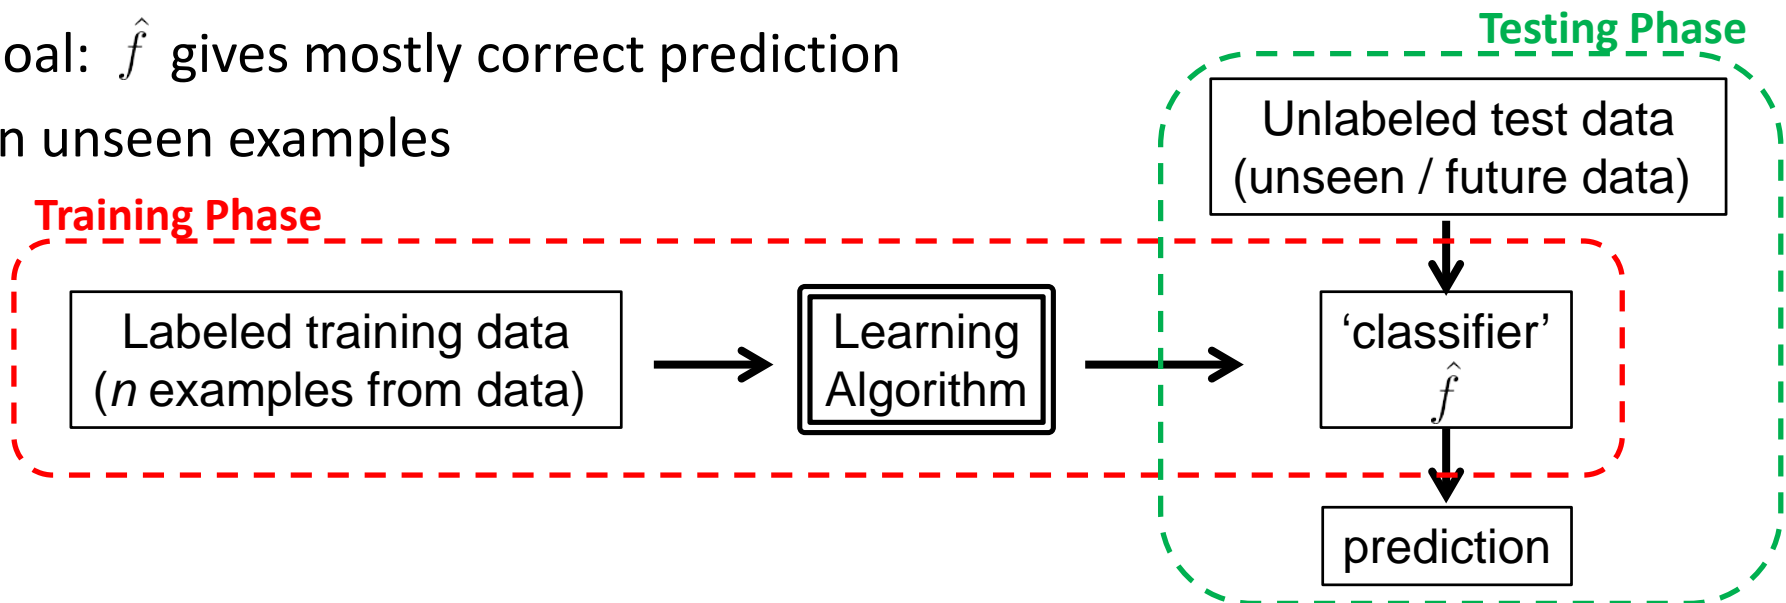 oal: f̂ gives mostly correct prediction
n unseen examples
Testing Phase
Unlabeled test data
(unseen / future data)
Training Phase
Labeled training data
(n examples from data)
Learning
Algorithm
‘classifier’
f̂
prediction